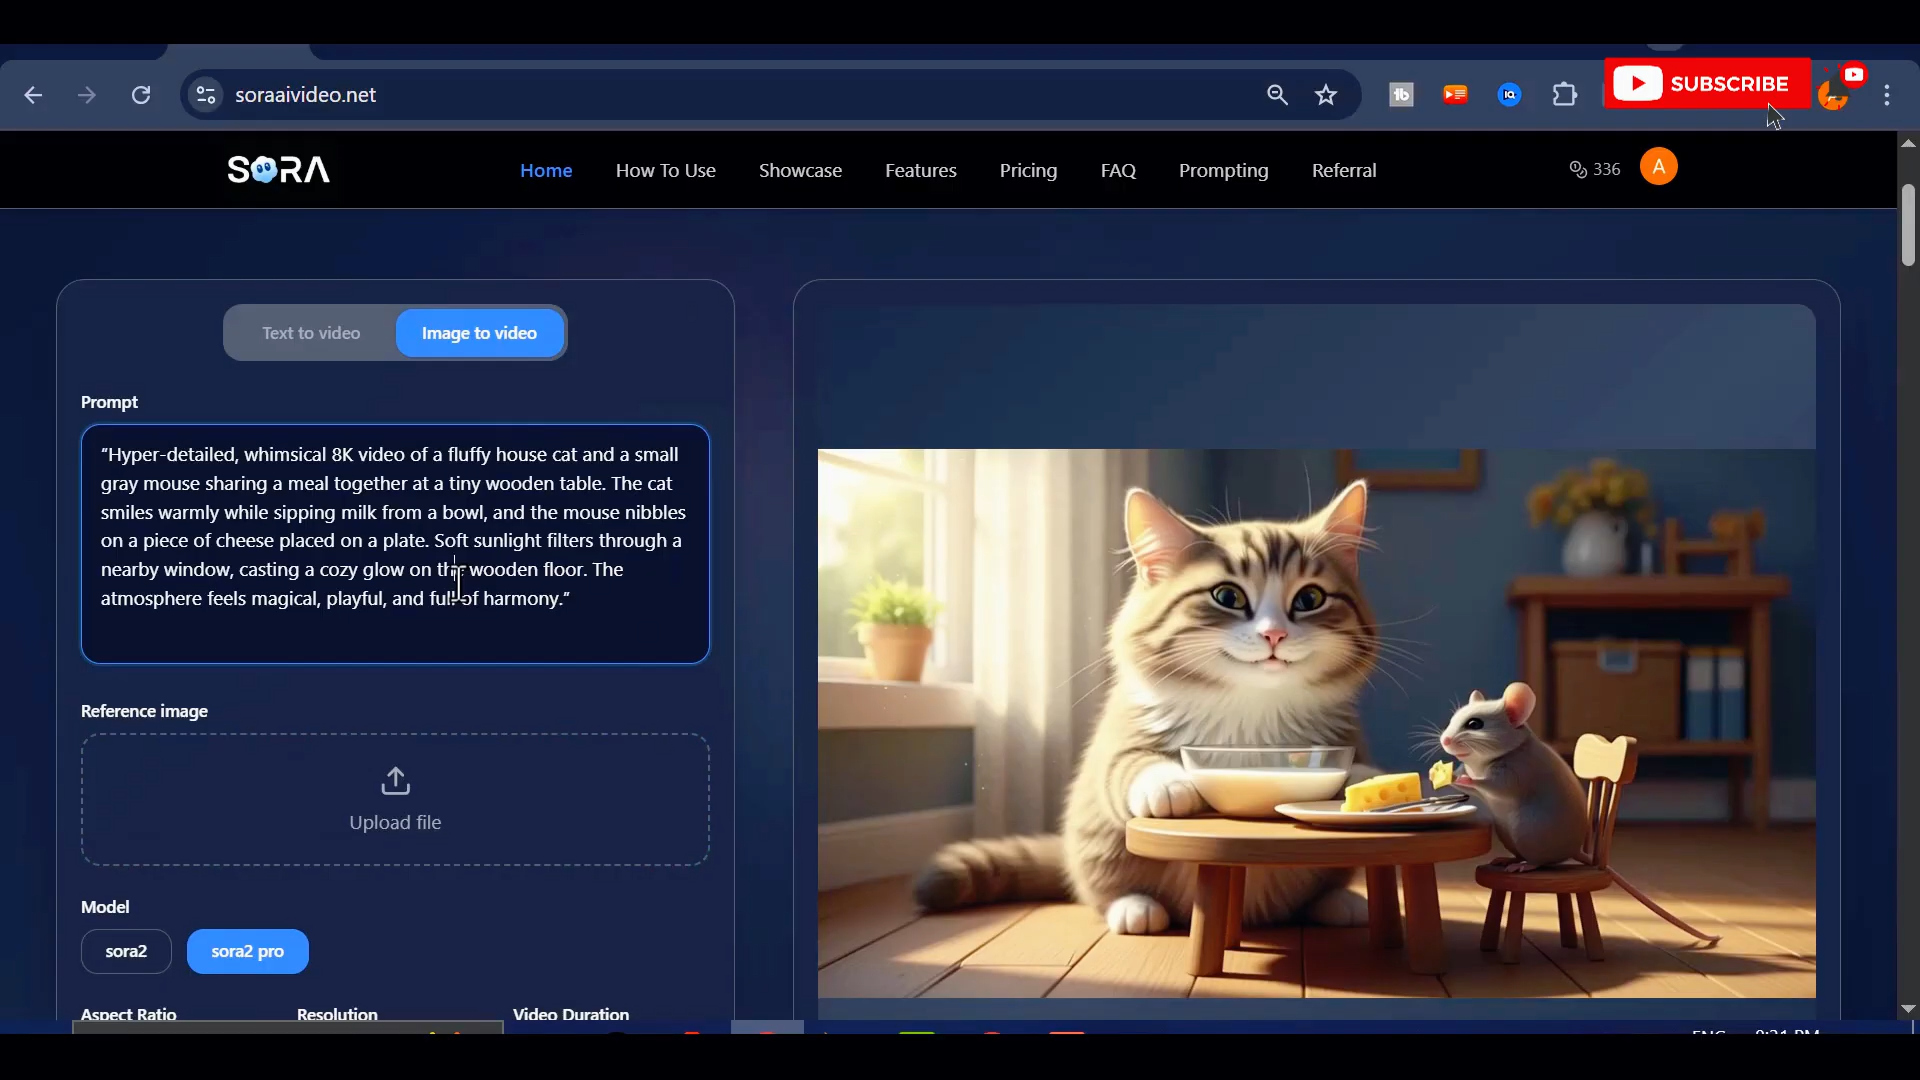 soraaivideo.net
tb
IQ
SUBSCRIBE
SORA
Home
How To Use
Showcase
Features
Pricing
FAQ
Prompting
Referral
336
A
Text to video
Image to video
Prompt
"Hyper-detailed, whimsical 8K video of a fluffy house cat and a small
gray mouse sharing a meal together at a tiny wooden table. The cat
smiles warmly while sipping milk from a bowl, and the mouse nibbles
on a piece of cheese placed on a plate. Soft sunlight filters through a
nearby window, casting a cozy glow on the wooden floor. The
atmosphere feels magical, playful, and full of harmony."
Reference image
Upload file
Model
sora2
sora2 pro
Aspect Ratio
Resolution
Video Duration